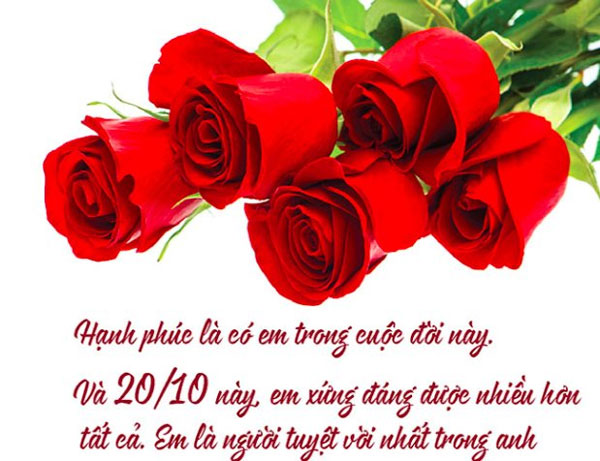 Hạnh phúc là có em trong cuộc đời này.
Và 20/10 này, em xứng đáng được nhiều hơn
tất cả. Em là người tuyệt vời nhất trong anh